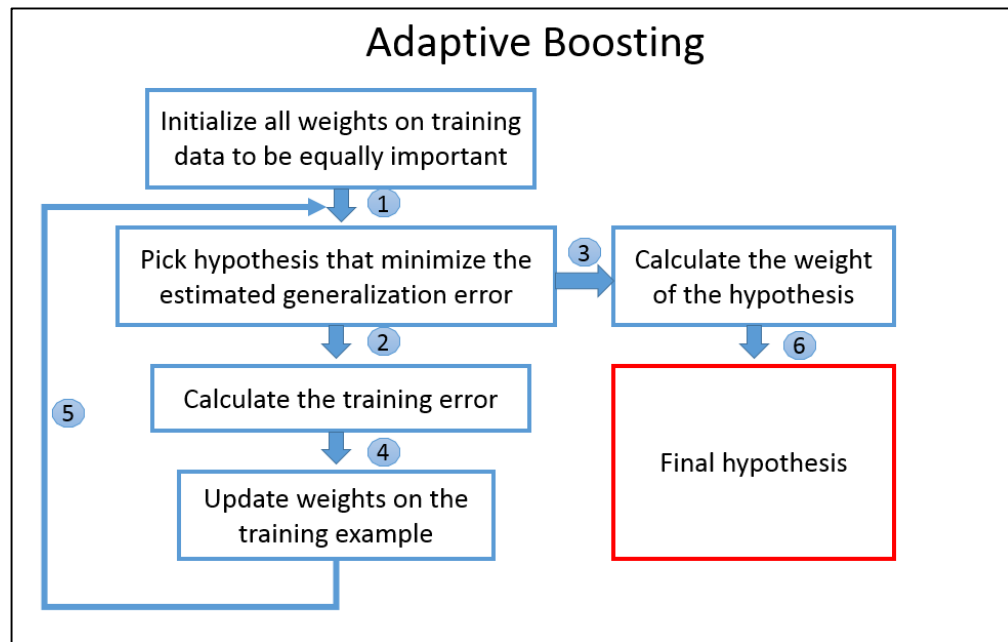 Adaptive Boosting
Initialize all weights on training
data to be equally important
1
Pick hypothesis that minimize the
estimated generalization error
3
Calculate the weight
of the hypothesis
2
6
Calculate the training error
5
4
Final hypothesis
Update weights on the
training example